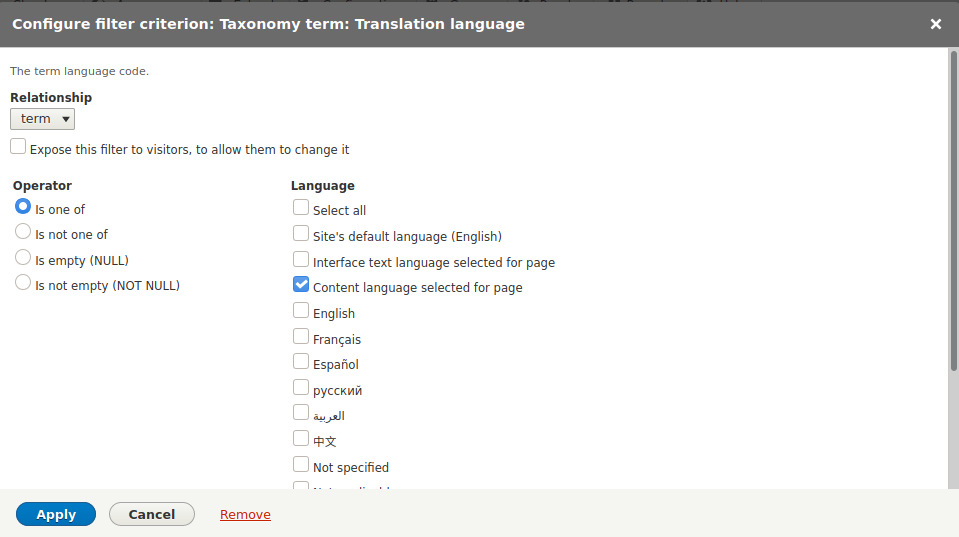 Configure filter criterion: Taxonomy term: Translation language
The term language code.
Relationship
term
Expose this filter to visitors, to allow them to change it
Operator
Is one of
Is not one of
Is empty (NULL)
Is not empty (NOT NULL)
Language
Select all
Site's default language (English)
Interface text language selected for page
Content language selected for page
English
Français
Español
русский
العربية
中文
Not specified
Apply
Cancel
Remove